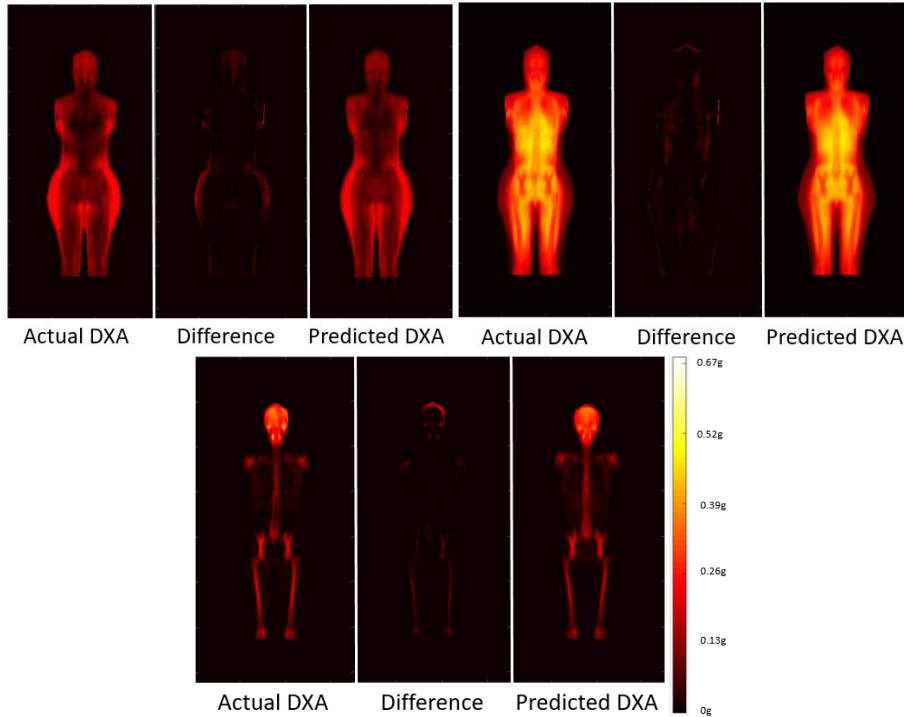 Actual DXA
Difference
Predicted DXA
Actual DXA
Difference
Predicted DXA
0.67g
0.52g
0.39g
0.26g
0.13g
0g
Actual DXA
Difference
Predicted DXA